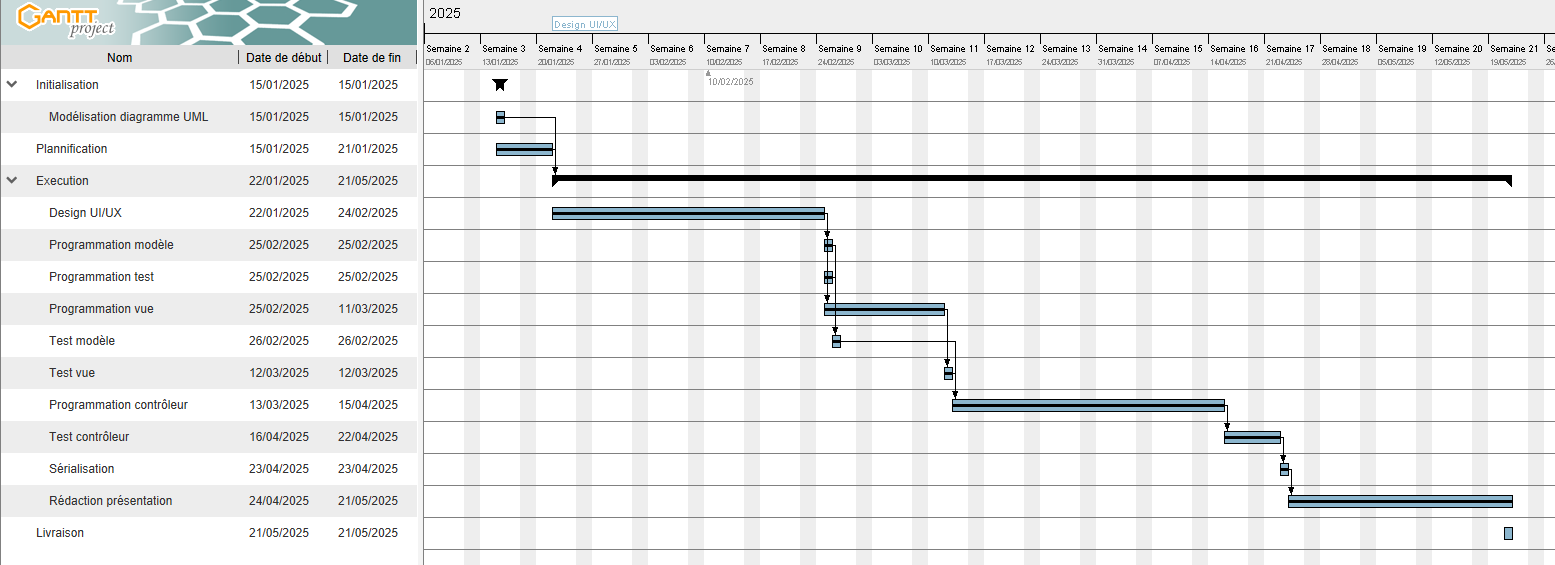 GANTT
project
2025
Design UI/UX
Nom Date de début Date de fin
Semaine 2 Semaine 3 Semaine 4 Semaine 5 Semaine 6 Semaine 7 Semaine 8 Semaine 9 Semaine 10 Semaine 11 Semaine 12 Semaine 13 Semaine 14 Semaine 15 Semaine 16 Semaine 17 Semaine 18 Semaine 19 Semaine 20 Semaine 21
06/01/2025 13/01/2025 20/01/2025 27/01/2025 03/02/2025 10/02/2025 17/02/2025 24/02/2025 03/03/2025 10/03/2025 17/03/2025 24/03/2025 31/03/2025 07/04/2025 14/04/2025 21/04/2025 28/04/2025 05/05/2025 12/05/2025 19/05/2025
10/02/2025
Initialisation 15/01/2025 15/01/2025
Modélisation diagramme UML 15/01/2025 15/01/2025
Plannification 15/01/2025 21/01/2025
Execution 22/01/2025 21/05/2025
Design UI/UX 22/01/2025 24/02/2025
Programmation modèle 25/02/2025 25/02/2025
Programmation test 25/02/2025 25/02/2025
Programmation vue 25/02/2025 11/03/2025
Test modèle 26/02/2025 26/02/2025
Test vue 12/03/2025 12/03/2025
Programmation contrôleur 13/03/2025 15/04/2025
Test contrôleur 16/04/2025 22/04/2025
Sérialisation 23/04/2025 23/04/2025
Rédaction présentation 24/04/2025 21/05/2025
Livraison 21/05/2025 21/05/2025